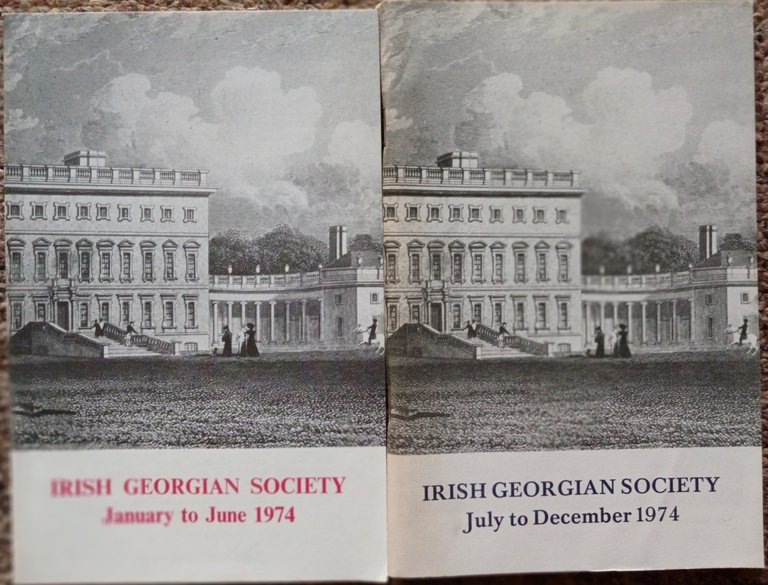 IRISH GEORGIAN SOCIETY
January to June 1974
IRISH GEORGIAN SOCIETY
July to December 1974